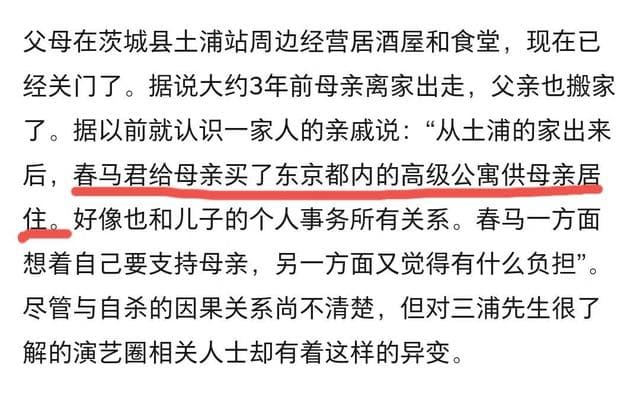 父母在茨城县土浦站周边经营居酒屋和食堂，现在已
经关门了。据说大约3年前母亲离家出走，父亲也搬家
了。据以前就认识一家人的亲戚说：“从土浦的家出来
后，春马君给母亲买了东京都内的高级公寓供母亲居
住。好像也和儿子的个人事务所有关系。春马一方面
想着自己要支持母亲，另一方面又觉得有什么负担”。
尽管与自杀的因果关系尚不清楚，但对三浦先生很了
解的演艺圈相关人士却有着这样的异变。